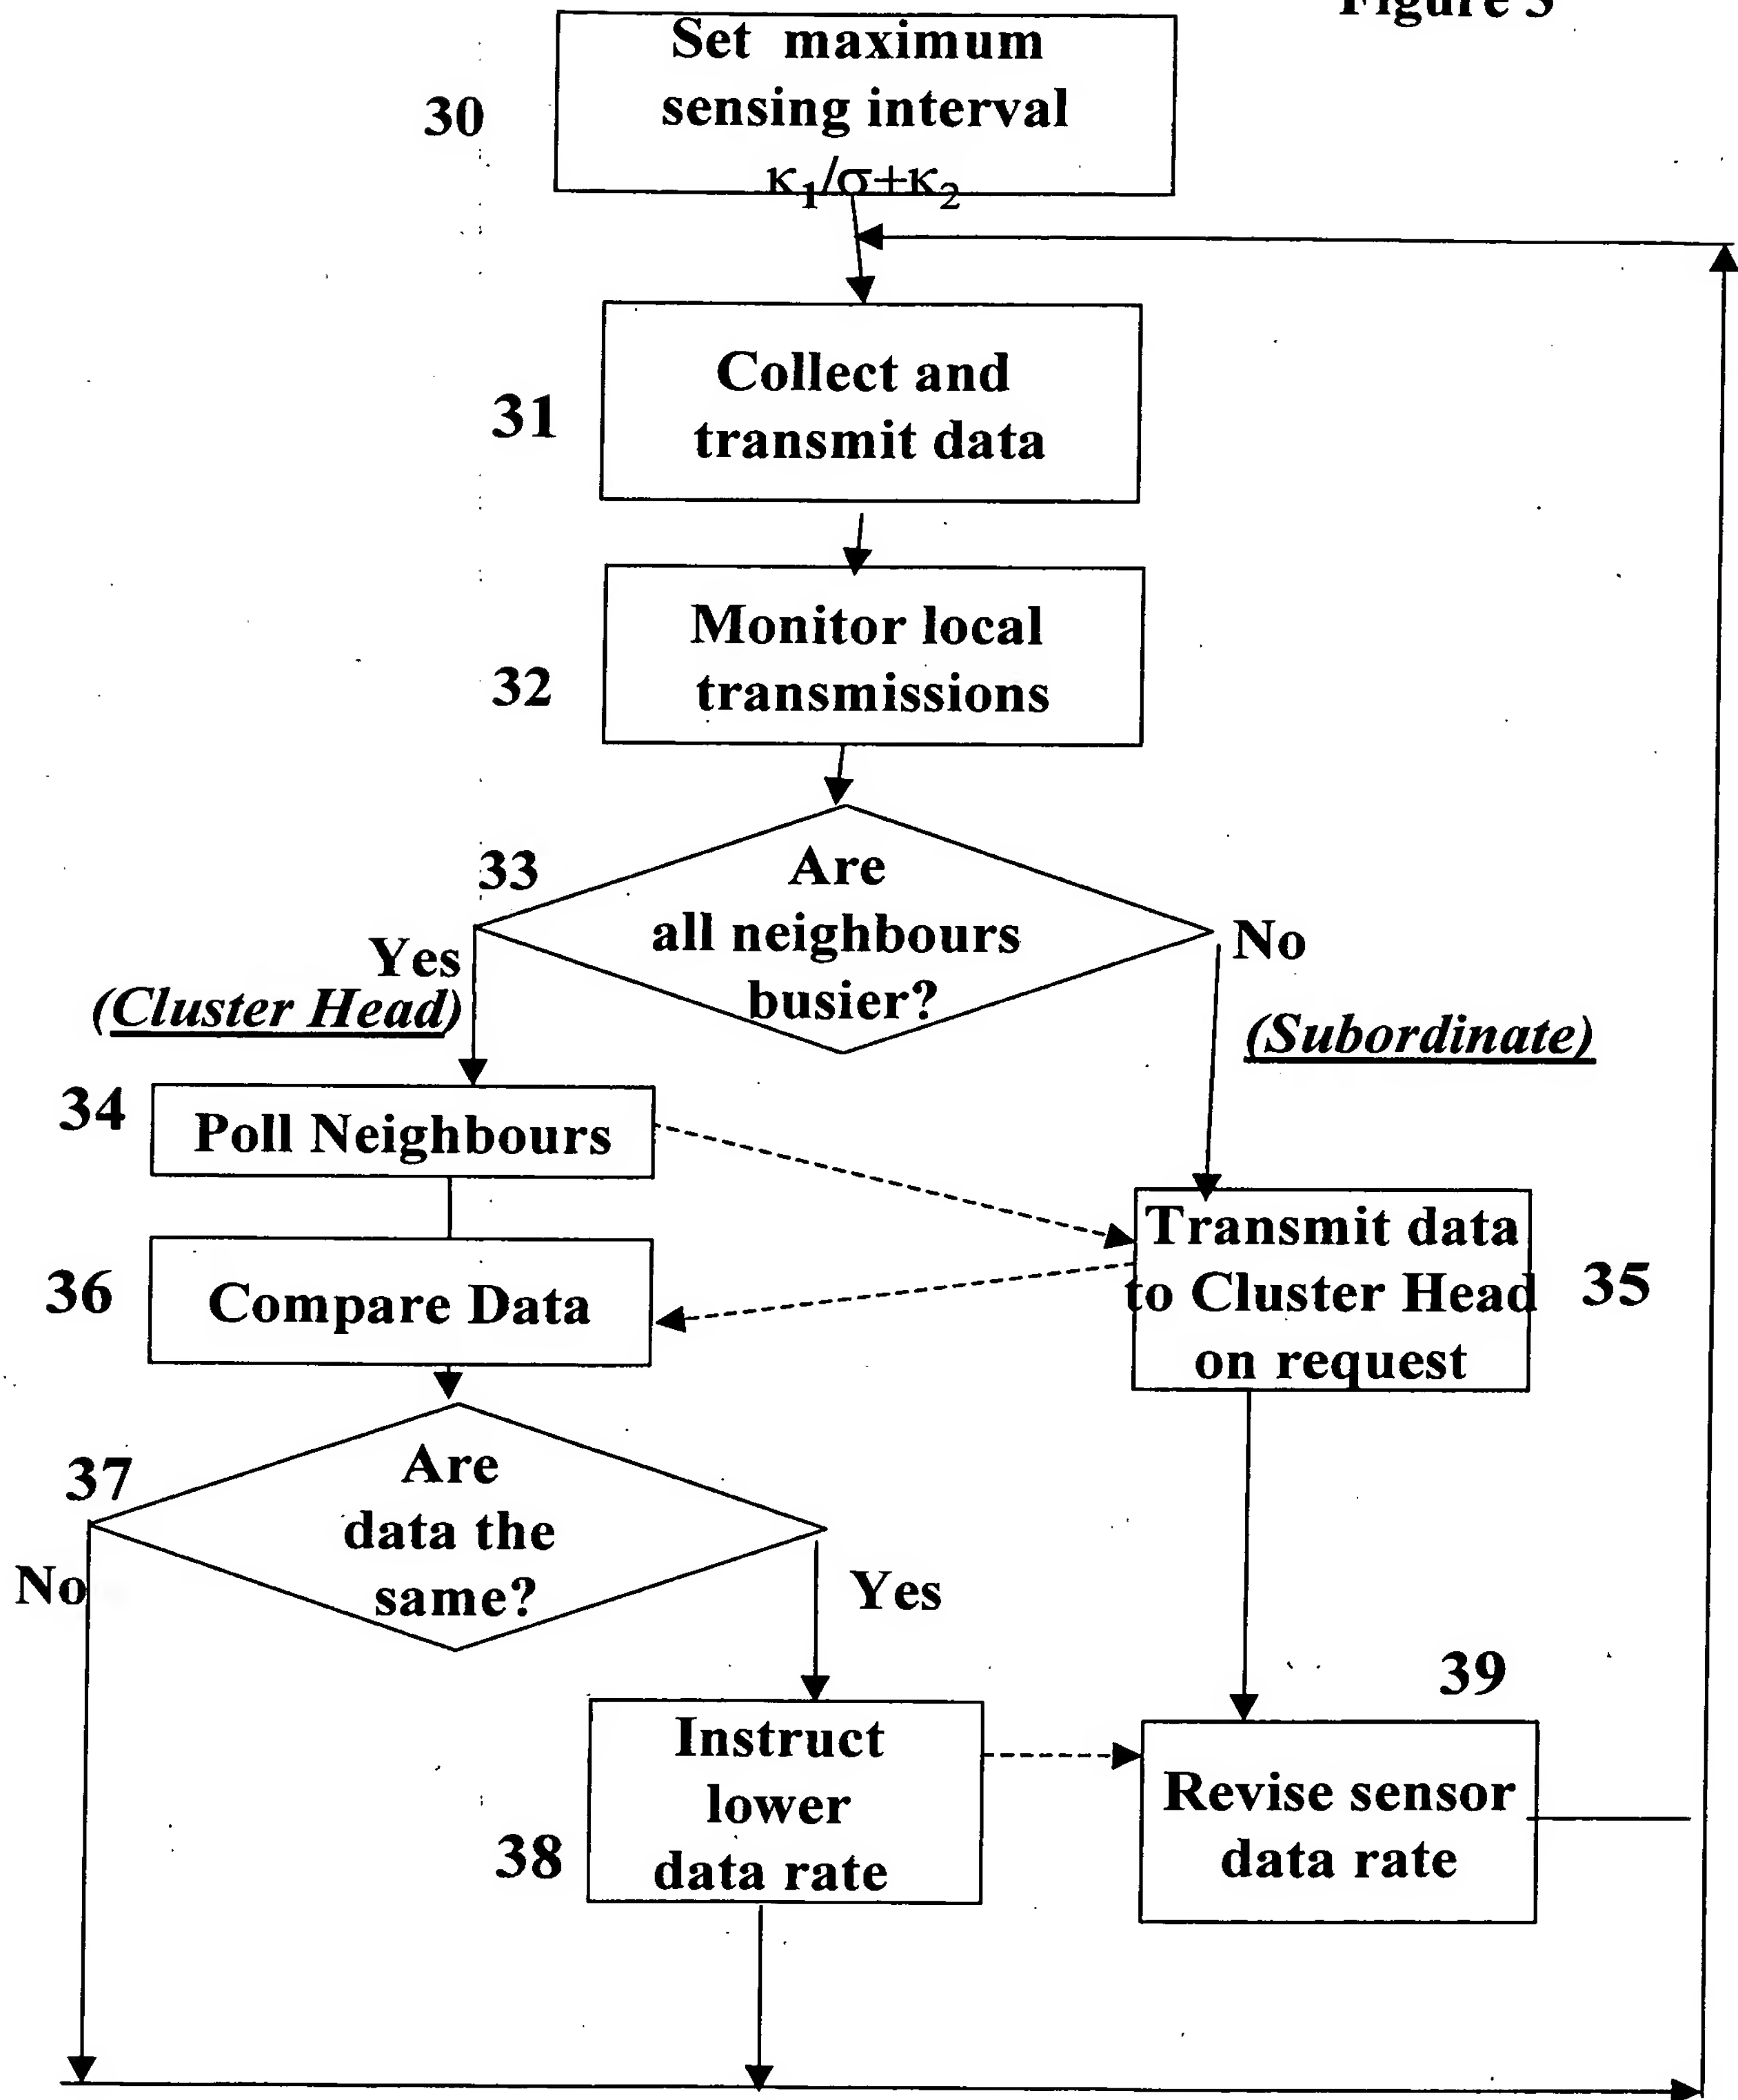 Figure 3
Set maximum
sensing interval
κ₁/σ+κ₂
30
Collect and
transmit data
31
Monitor local
transmissions
32
33
Are
all neighbours
busier?
Yes
(Cluster Head)
No
(Subordinate)
34
Poll Neighbours
Transmit data
to Cluster Head
on request
35
36
Compare Data
37
Are
data the
same?
No
Yes
39
Instruct
lower
data rate
38
Revise sensor
data rate